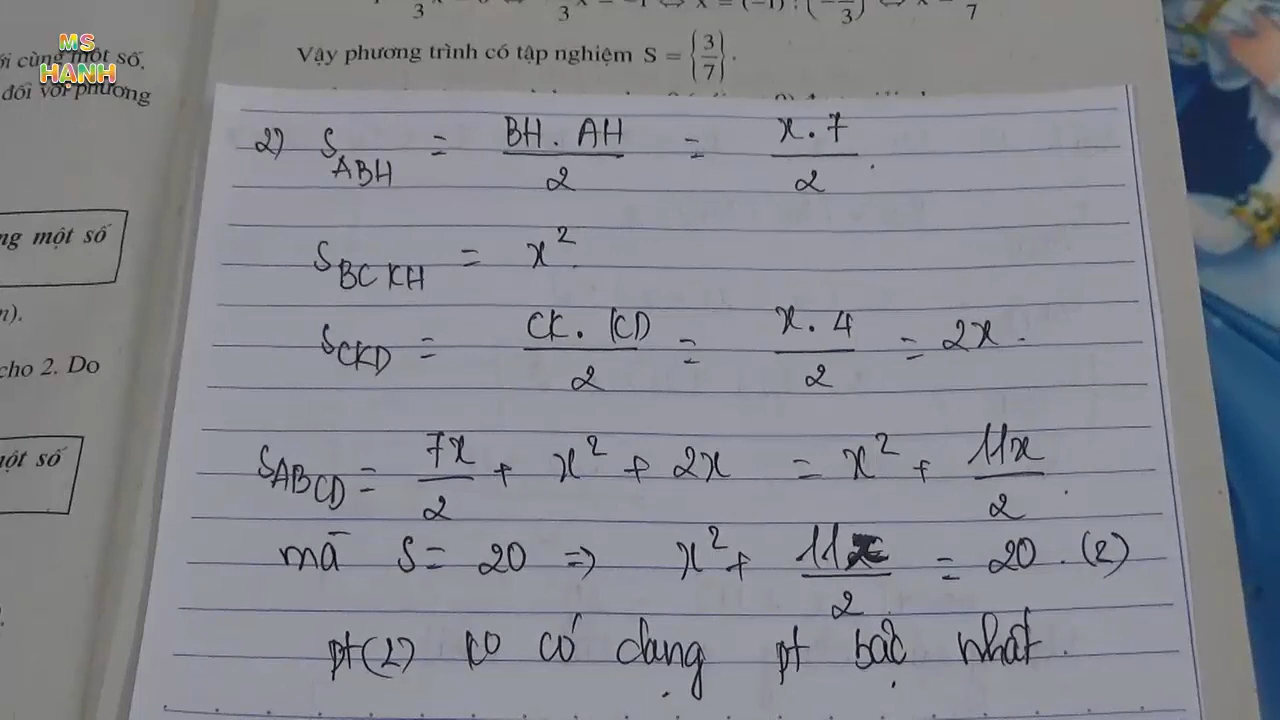 MS HẠNH
ới cùng một số,
đối với phương
ng một số
n).
cho 2. Do
một số
Vậy phương trình có tập nghiệm S = {3/7}.
2) S_ABH = BH . AH / 2 = x . 7 / 2 .
S_BCKH = x²
S_CKD = CK . KD / 2 = x . 4 / 2 = 2x .
S_ABCD = 7x/2 + x² + 2x = x² + 11x/2 .
mà S = 20 => x² + 11x/2 = 20 . (2)
pt(2) ko có dạng pt bậc nhất .